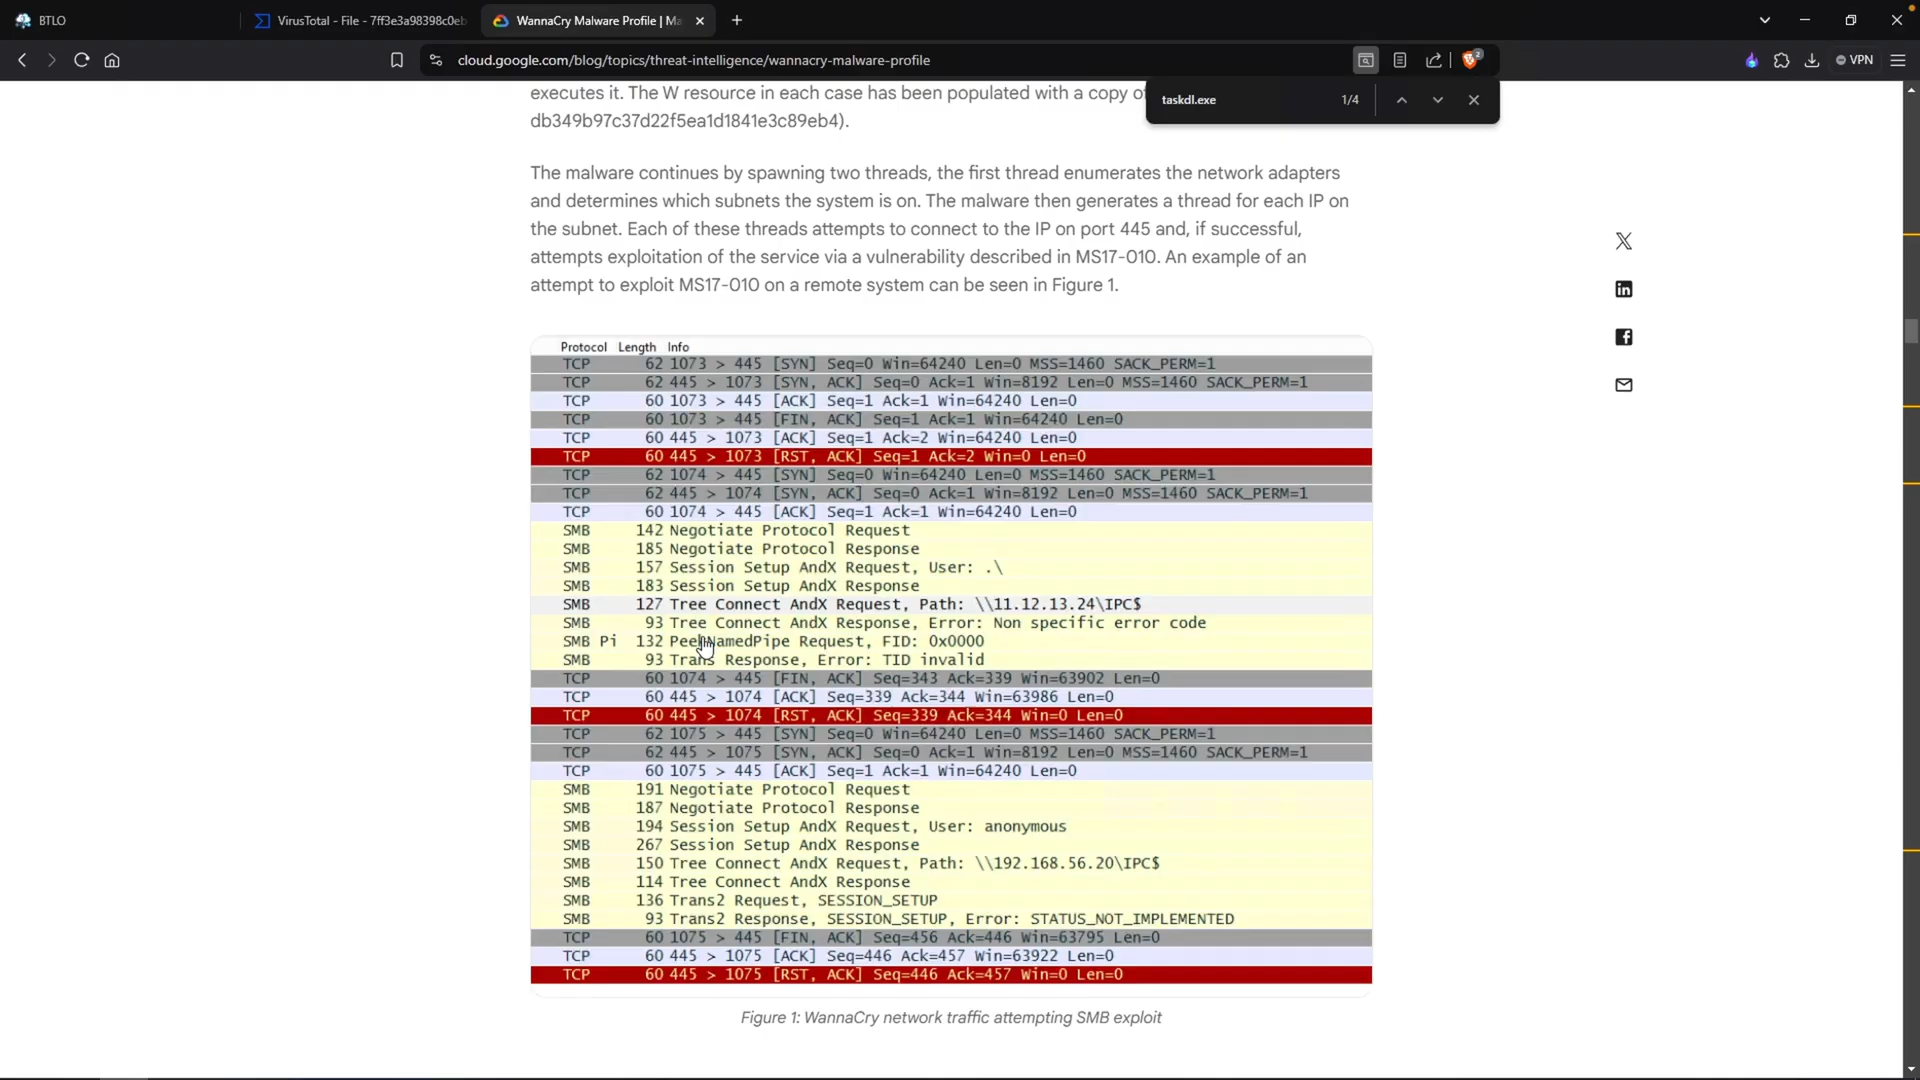 BTLO
VirusTotal - File - 7ff3e3a98398c0eb
WannaCry Malware Profile | Ma
cloud.google.com/blog/topics/threat-intelligence/wannacry-malware-profile
2
VPN
taskdl.exe
1/4
executes it. The W resource in each case has been populated with a copy of
db349b97c37d22f5ea1d1841e3c89eb4).
The malware continues by spawning two threads, the first thread enumerates the network adapters
and determines which subnets the system is on. The malware then generates a thread for each IP on
the subnet. Each of these threads attempts to connect to the IP on port 445 and, if successful,
attempts exploitation of the service via a vulnerability described in MS17-010. An example of an
attempt to exploit MS17-010 on a remote system can be seen in Figure 1.
Protocol Length Info
TCP 62 1073 > 445 [SYN] Seq=0 Win=64240 Len=0 MSS=1460 SACK_PERM=1
TCP 62 445 > 1073 [SYN, ACK] Seq=0 Ack=1 Win=8192 Len=0 MSS=1460 SACK_PERM=1
TCP 60 1073 > 445 [ACK] Seq=1 Ack=1 Win=64240 Len=0
TCP 60 1073 > 445 [FIN, ACK] Seq=1 Ack=1 Win=64240 Len=0
TCP 60 445 > 1073 [ACK] Seq=1 Ack=2 Win=64240 Len=0
TCP 60 445 > 1073 [RST, ACK] Seq=1 Ack=2 Win=0 Len=0
TCP 62 1074 > 445 [SYN] Seq=0 Win=64240 Len=0 MSS=1460 SACK_PERM=1
TCP 62 445 > 1074 [SYN, ACK] Seq=0 Ack=1 Win=8192 Len=0 MSS=1460 SACK_PERM=1
TCP 60 1074 > 445 [ACK] Seq=1 Ack=1 Win=64240 Len=0
SMB 142 Negotiate Protocol Request
SMB 185 Negotiate Protocol Response
SMB 157 Session Setup AndX Request, User: .\
SMB 183 Session Setup AndX Response
SMB 127 Tree Connect AndX Request, Path: \\11.12.13.24\IPC$
SMB 93 Tree Connect AndX Response, Error: Non specific error code
SMB Pi 132 PeekNamedPipe Request, FID: 0x0000
SMB 93 Trans Response, Error: TID invalid
TCP 60 1074 > 445 [FIN, ACK] Seq=343 Ack=339 Win=63902 Len=0
TCP 60 445 > 1074 [ACK] Seq=339 Ack=344 Win=63986 Len=0
TCP 60 445 > 1074 [RST, ACK] Seq=339 Ack=344 Win=0 Len=0
TCP 62 1075 > 445 [SYN] Seq=0 Win=64240 Len=0 MSS=1460 SACK_PERM=1
TCP 62 445 > 1075 [SYN, ACK] Seq=0 Ack=1 Win=8192 Len=0 MSS=1460 SACK_PERM=1
TCP 60 1075 > 445 [ACK] Seq=1 Ack=1 Win=64240 Len=0
SMB 191 Negotiate Protocol Request
SMB 187 Negotiate Protocol Response
SMB 194 Session Setup AndX Request, User: anonymous
SMB 267 Session Setup AndX Response
SMB 150 Tree Connect AndX Request, Path: \\192.168.56.20\IPC$
SMB 114 Tree Connect AndX Response
SMB 136 Trans2 Request, SESSION_SETUP
SMB 93 Trans2 Response, SESSION_SETUP, Error: STATUS_NOT_IMPLEMENTED
TCP 60 1075 > 445 [FIN, ACK] Seq=456 Ack=446 Win=63795 Len=0
TCP 60 445 > 1075 [ACK] Seq=446 Ack=457 Win=63922 Len=0
TCP 60 445 > 1075 [RST, ACK] Seq=446 Ack=457 Win=0 Len=0
Figure 1: WannaCry network traffic attempting SMB exploit